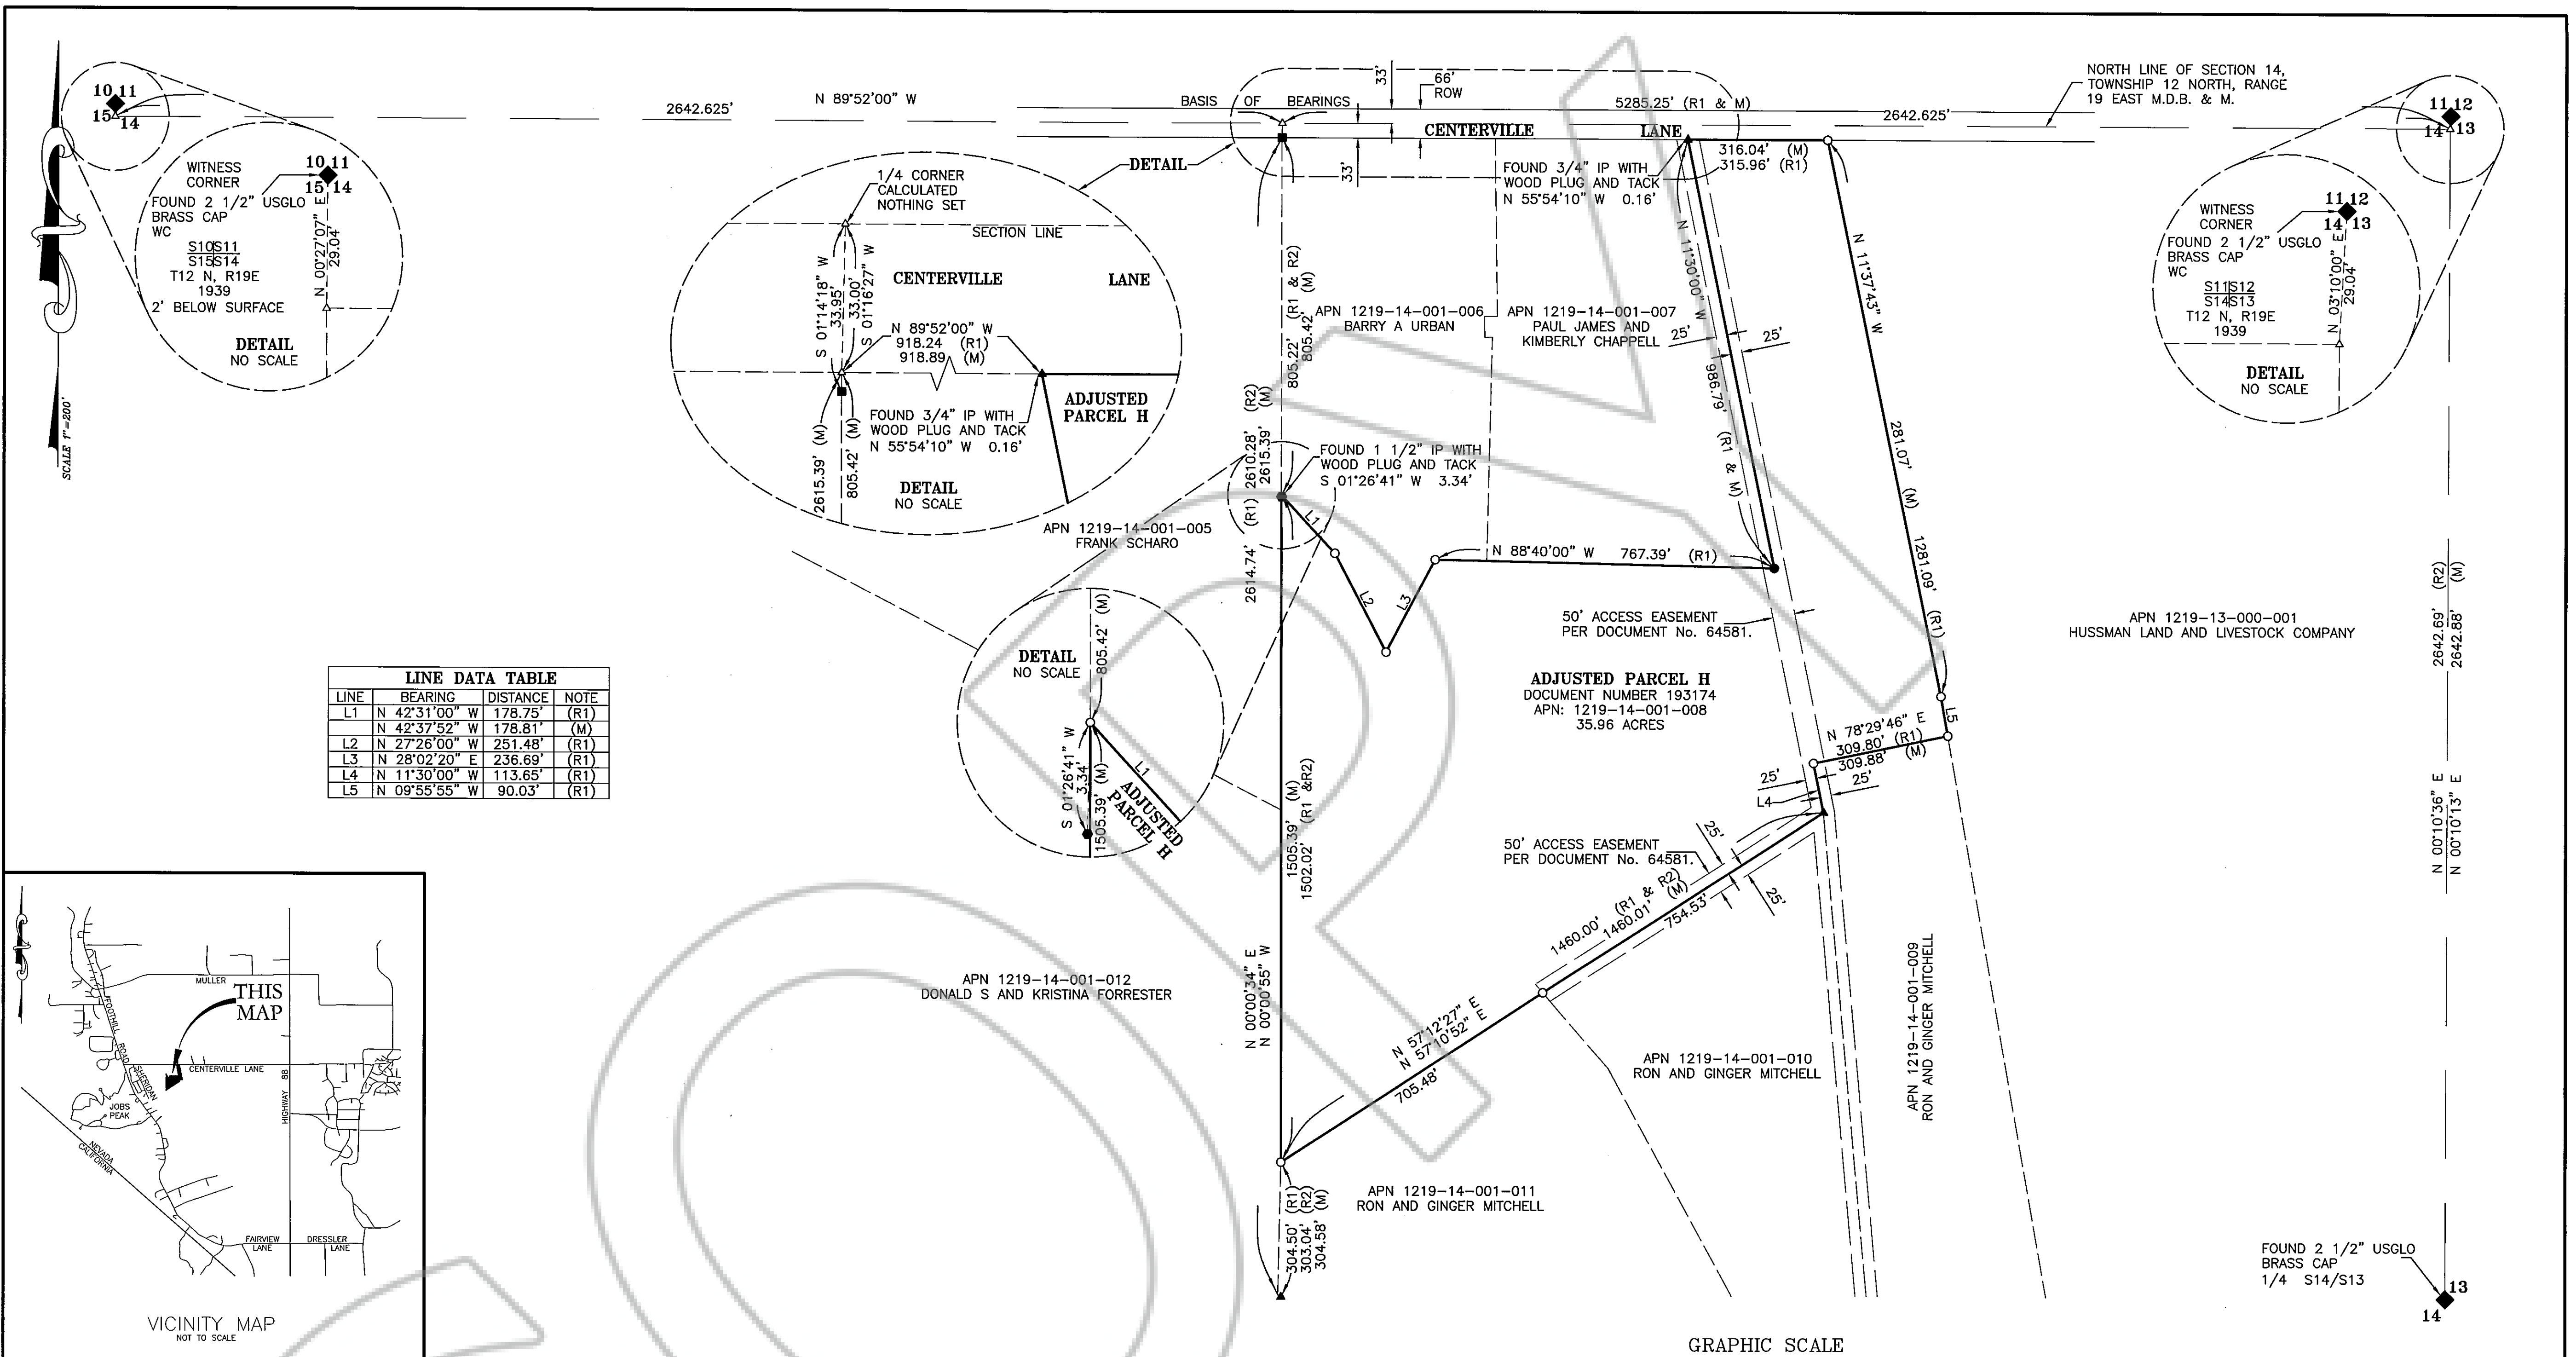 10 11
15 14
2642.625'
N 89°52'00" W
BASIS OF BEARINGS
33'
66'
ROW
5285.25' (R1 & M)
2642.625'
NORTH LINE OF SECTION 14,
TOWNSHIP 12 NORTH, RANGE
19 EAST M.D.B. & M.
11 12
14 13
CENTERVILLE LANE
33'
DETAIL
316.04' (M)
315.96' (R1)
FOUND 3/4" IP WITH
WOOD PLUG AND TACK
N 55°54'10" W 0.16'
WITNESS
CORNER
10 11
15 14
FOUND 2 1/2" USGLO
BRASS CAP
WC
S10S11
S15S14
T12 N, R19E
1939
2' BELOW SURFACE
N 00°27'07" E
29.04'
DETAIL
NO SCALE
1/4 CORNER
CALCULATED
NOTHING SET
SECTION LINE
CENTERVILLE LANE
S 01°14'18" W
33.95'
33.00'
S 01°16'27" W
N 89°52'00" W
918.24 (R1)
918.89 (M)
ADJUSTED
PARCEL H
FOUND 3/4" IP WITH
WOOD PLUG AND TACK
N 55°54'10" W 0.16'
2615.39' (M)
805.42' (M)
DETAIL
NO SCALE
WITNESS
CORNER
11 12
14 13
FOUND 2 1/2" USGLO
BRASS CAP
WC
S11S12
S14S13
T12 N, R19E
1939
N 03°10'00" E
29.04'
DETAIL
NO SCALE
SCALE 1"=200'
805.22' (R1 & R2)
805.42' (M)
APN 1219-14-001-006
BARRY A URBAN
APN 1219-14-001-007
PAUL JAMES AND
KIMBERLY CHAPPELL
25'
25'
N 11°30'00" W
986.79' (R1 & M)
N 11°37'43" W
281.07' (M)
1281.09' (R1)
2614.74' (R1) 2610.28' (R2)
2615.39' (M)
FOUND 1 1/2" IP WITH
WOOD PLUG AND TACK
S 01°26'41" W 3.34'
APN 1219-14-001-005
FRANK SCHARO
L1
L2
L3
N 88°40'00" W 767.39' (R1)
50' ACCESS EASEMENT
PER DOCUMENT No. 64581.
APN 1219-13-000-001
HUSSMAN LAND AND LIVESTOCK COMPANY
2642.69' (R2)
2642.88' (M)
N 00°10'36" E
N 00°10'13" E
DETAIL
NO SCALE
805.42' (M)
S 01°26'41" W
3.34'
1505.39' (M)
L1
ADJUSTED
PARCEL H
LINE DATA TABLE
LINE BEARING DISTANCE NOTE
L1 N 42°31'00" W 178.75' (R1)
N 42°37'52" W 178.81' (M)
L2 N 27°26'00" W 251.48' (R1)
L3 N 28°02'20" E 236.69' (R1)
L4 N 11°30'00" W 113.65' (R1)
L5 N 09°55'55" W 90.03' (R1)
ADJUSTED PARCEL H
DOCUMENT NUMBER 193174
APN: 1219-14-001-008
35.96 ACRES
L5
N 78°29'46" E
309.80' (R1)
309.88' (M)
25'
25'
L4
1505.39' (M)
1502.02' (R1 &R2)
N 00°00'34" E
N 00°00'55" W
50' ACCESS EASEMENT
PER DOCUMENT No. 64581.
25'
25'
1460.00' (R1 & R2)
1460.01' (M)
754.53'
N 57°12'27" E
N 57°10'52" E
705.48'
APN 1219-14-001-012
DONALD S AND KRISTINA FORRESTER
APN 1219-14-001-010
RON AND GINGER MITCHELL
APN 1219-14-001-009
RON AND GINGER MITCHELL
APN 1219-14-001-011
RON AND GINGER MITCHELL
304.50' (R1)
303.04' (R2)
304.58' (M)
FOUND 2 1/2" USGLO
BRASS CAP
1/4 S14/S13
13
14
MULLER
THIS
MAP
FOOTHILL ROAD
SHERIDAN
CENTERVILLE LANE
JOBS
PEAK
HIGHWAY 88
NEVADA
CALIFORNIA
FAIRVIEW
LANE
DRESSLER
LANE
VICINITY MAP
NOT TO SCALE
GRAPHIC SCALE
COPY